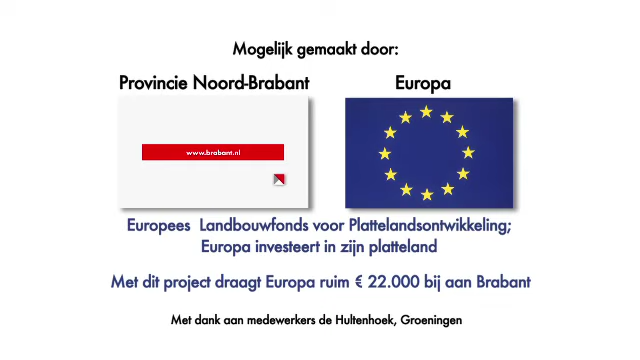 Mogelijk gemaakt door:
Provincie Noord-Brabant
Europa
www.brabant.nl
Europees Landbouwfonds voor Plattelandsontwikkeling;
Europa investeert in zijn platteland
Met dit project draagt Europa ruim € 22.000 bij aan Brabant
Met dank aan medewerkers de Hultenhoek, Groeningen